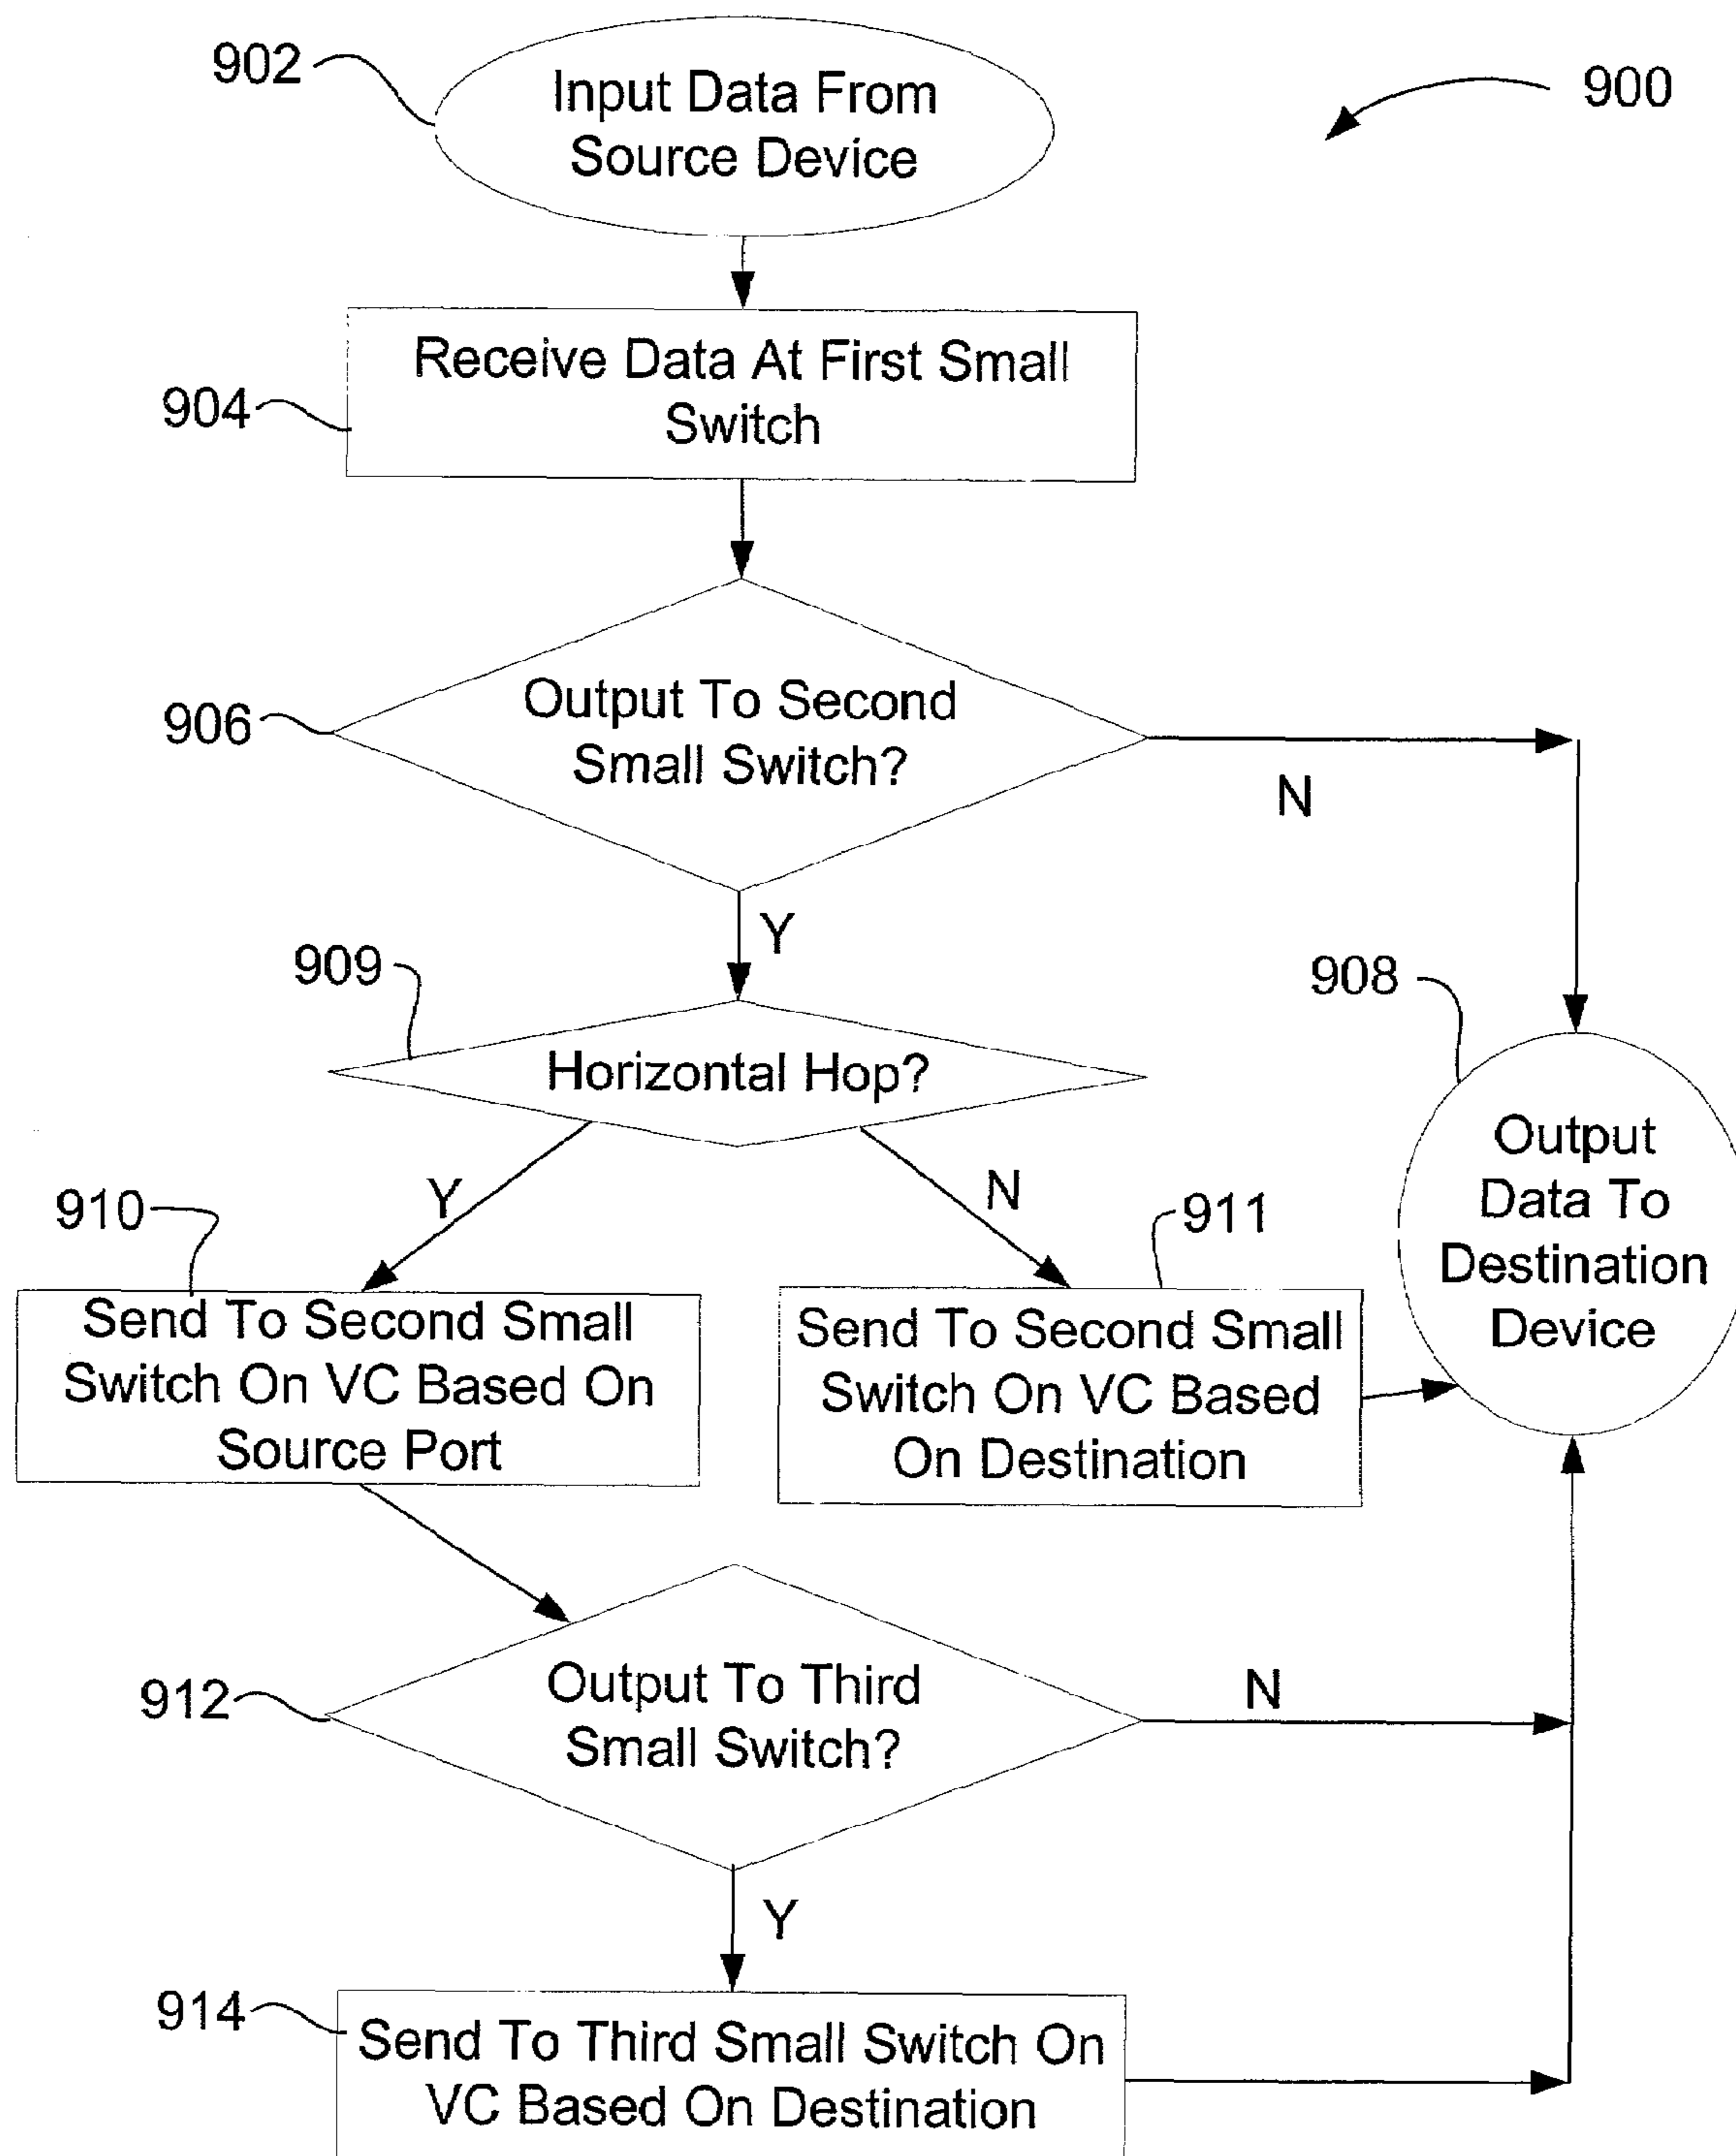 902
Input Data From
Source Device
900
904
Receive Data At First Small
Switch
906
Output To Second
Small Switch?
N
Y
909
Horizontal Hop?
908
Output
Data To
Destination
Device
Y
N
910
Send To Second Small
Switch On VC Based On
Source Port
911
Send To Second Small
Switch On VC Based
On Destination
912
Output To Third
Small Switch?
N
Y
914
Send To Third Small Switch On
VC Based On Destination